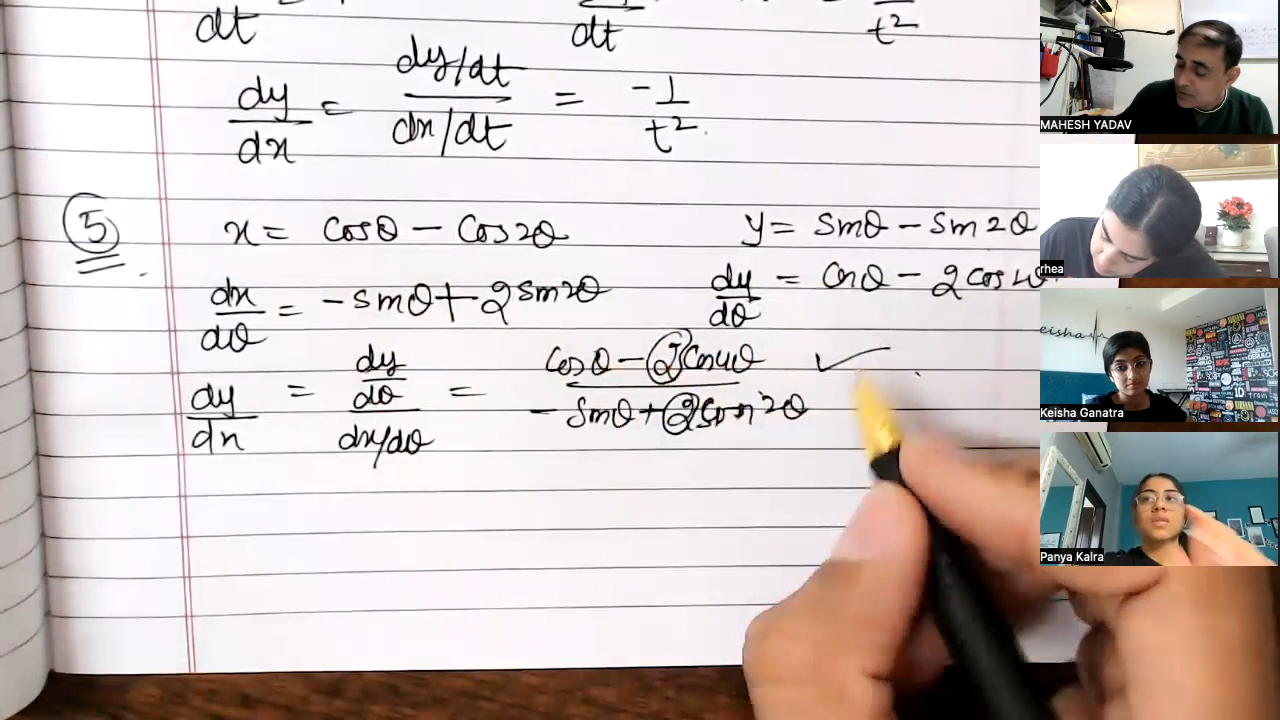 dt dt t²
dy/dx = (dy/dt)/(dx/dt) = -1/t².
5 x = cosθ - cos2θ y = sinθ - sin2θ
dx/dθ = -sinθ + 2sin2θ dy/dθ = cosθ - 2cos2θ
dy/dx = (dy/dθ)/(dx/dθ) = (cosθ - 2cos2θ)/(-sinθ + 2sin2θ) ✓
MAHESH YADAV
rhea
keisha
Keisha Ganatra
Panya Kalra